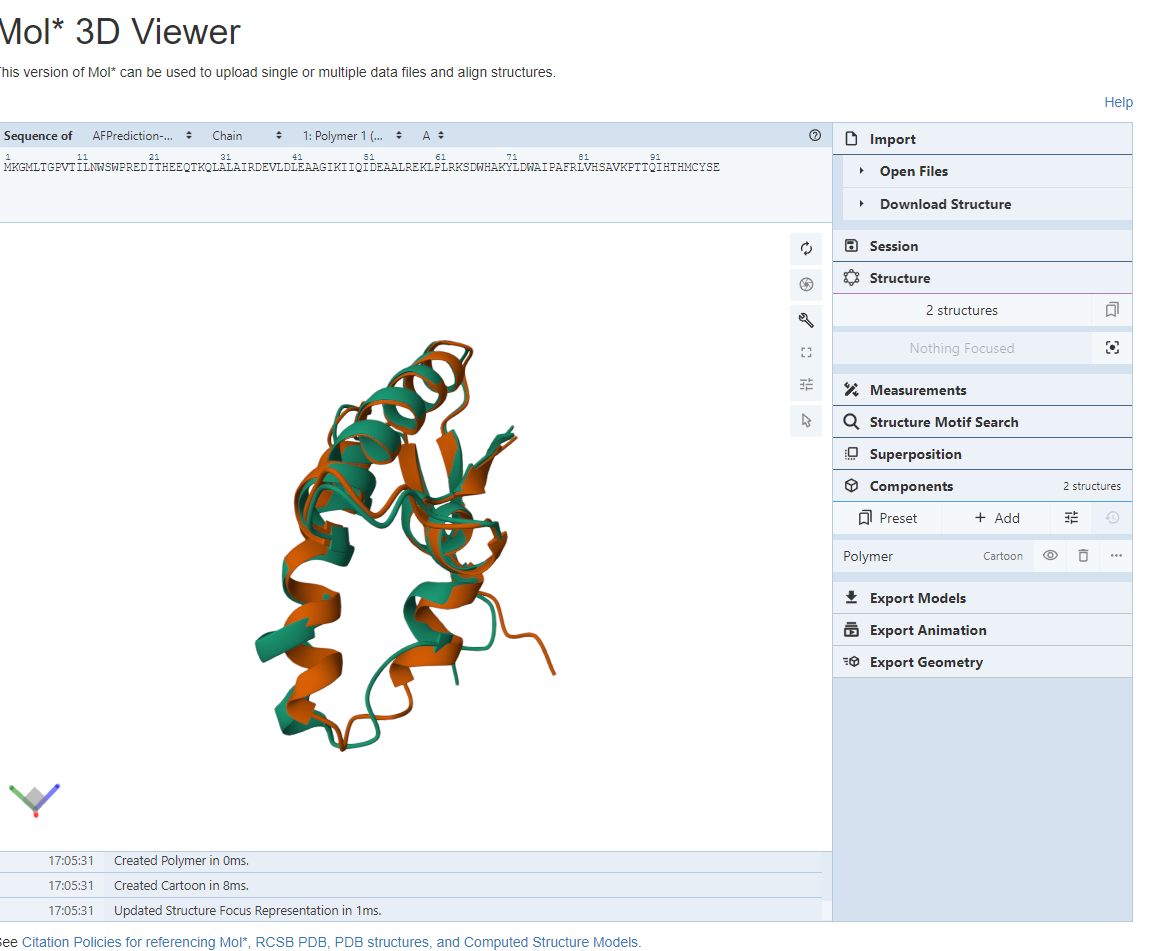 Mol* 3D Viewer
This version of Mol* can be used to upload single or multiple data files and align structures.
Help
Sequence of AFPrediction-... Chain 1: Polymer 1 (... A
1 11 21 31 41 51 61 71 81 91
MKGMLTGPVTILNWSWPREDITHEEQTKQLALAIRDEVLDLEAAGIKIIQIDEAALREKLPLRKSDWHAKYLDWAIPAFRLVHSAVKPTTQIHTHMCYSE
Import
Open Files
Download Structure
Session
Structure
2 structures
Nothing Focused
Measurements
Structure Motif Search
Superposition
Components 2 structures
Preset + Add
Polymer Cartoon
Export Models
Export Animation
Export Geometry
17:05:31 Created Polymer in 0ms.
17:05:31 Created Cartoon in 8ms.
17:05:31 Updated Structure Focus Representation in 1ms.
See Citation Policies for referencing Mol*, RCSB PDB, PDB structures, and Computed Structure Models.